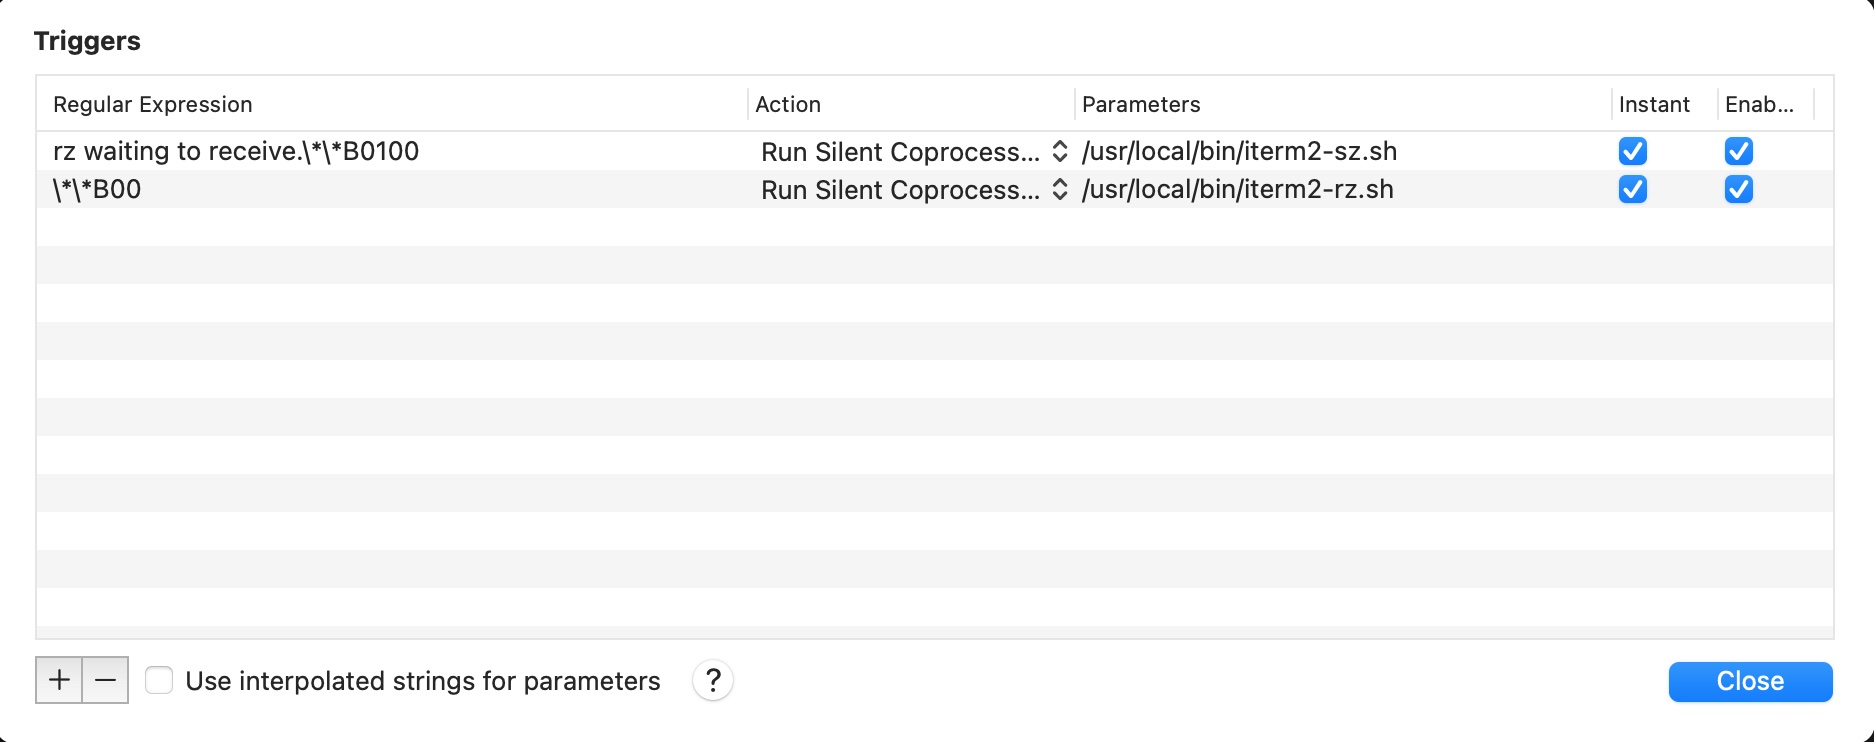 Triggers
Regular Expression Action Parameters Instant Enab...
rz waiting to receive.\*\*B0100 Run Silent Coprocess... /usr/local/bin/iterm2-sz.sh
\*\*B00 Run Silent Coprocess... /usr/local/bin/iterm2-rz.sh
+ − Use interpolated strings for parameters ? Close